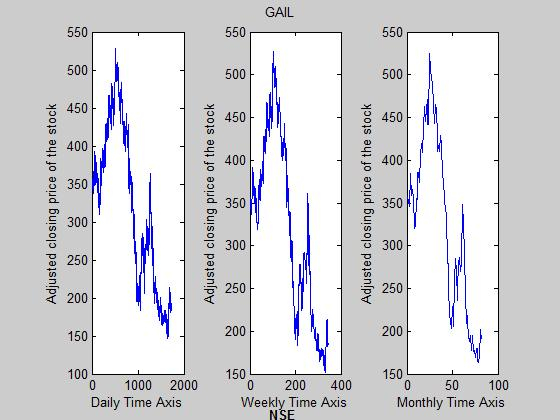 GAIL
Adjusted closing price of the stock
550
500
450
400
350
300
250
200
150
100
0 1000 2000
Daily Time Axis
Adjusted closing price of the stock
550
500
450
400
350
300
250
200
150
0 200 400
Weekly Time Axis
Adjusted closing price of the stock
550
500
450
400
350
300
250
200
150
0 50 100
Monthly Time Axis
NSE